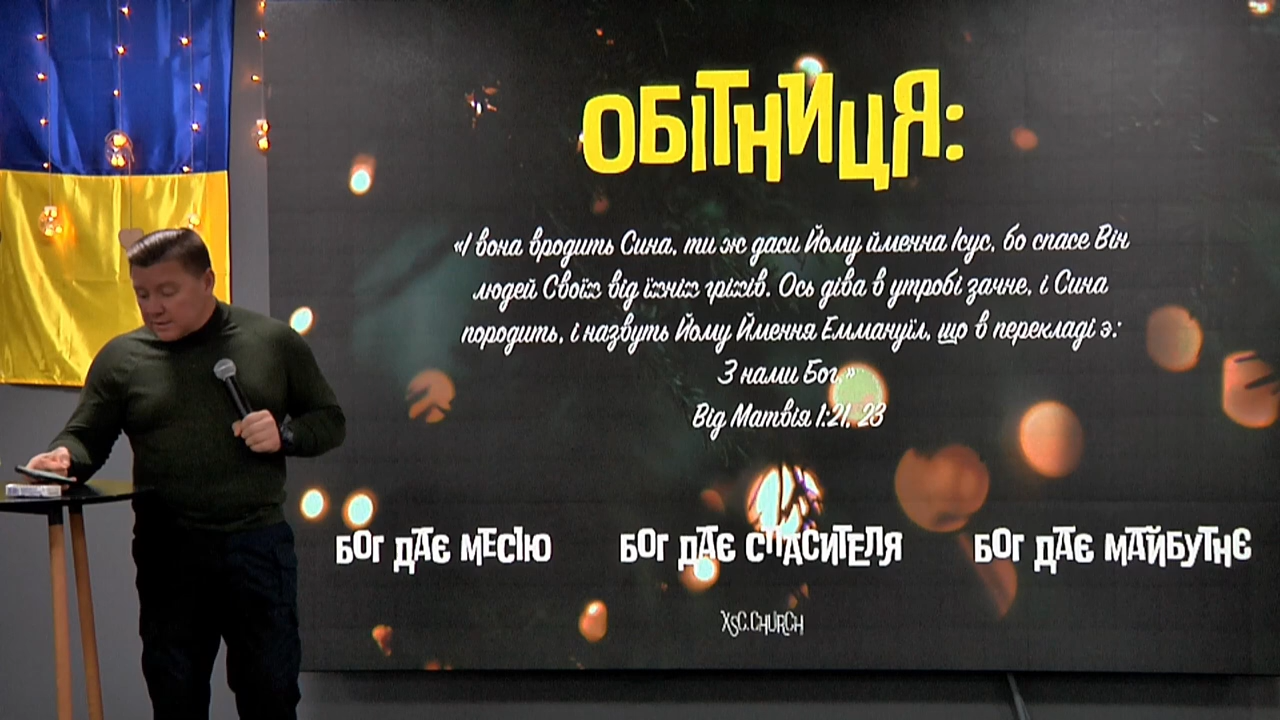 ОБІТНИЦЯ:
«І вона вродить Сина, ти ж даси Йому йменна Ісус, бо спасе Він
людей Своїх від їхніх гріхів. Ось діва в утробі зачне, і Сина
породить, і назвуть Йому Ймення Еммануїл, що в перекладі э:
З нами Бог,»
Від Матвія 1:21, 23
БОГ ДАЄ МЕСІЮ
БОГ ДАЄ СПАСИТЕЛЯ
БОГ ДАЄ МАЙБУТНЄ
XSC.CHURCH